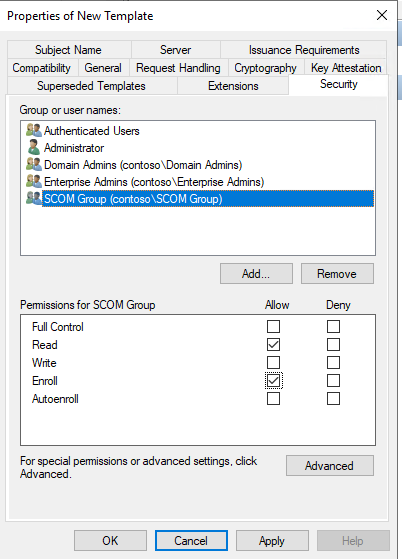 Properties of New Template
Subject Name Server Issuance Requirements
Compatibility General Request Handling Cryptography Key Attestation
Superseded Templates Extensions Security
Group or user names:
Authenticated Users
Administrator
Domain Admins (contoso\Domain Admins)
Enterprise Admins (contoso\Enterprise Admins)
SCOM Group (contoso\SCOM Group)
Add... Remove
Permissions for SCOM Group Allow Deny
Full Control
Read
Write
Enroll
Autoenroll
For special permissions or advanced settings, click
Advanced.
Advanced
OK Cancel Apply Help